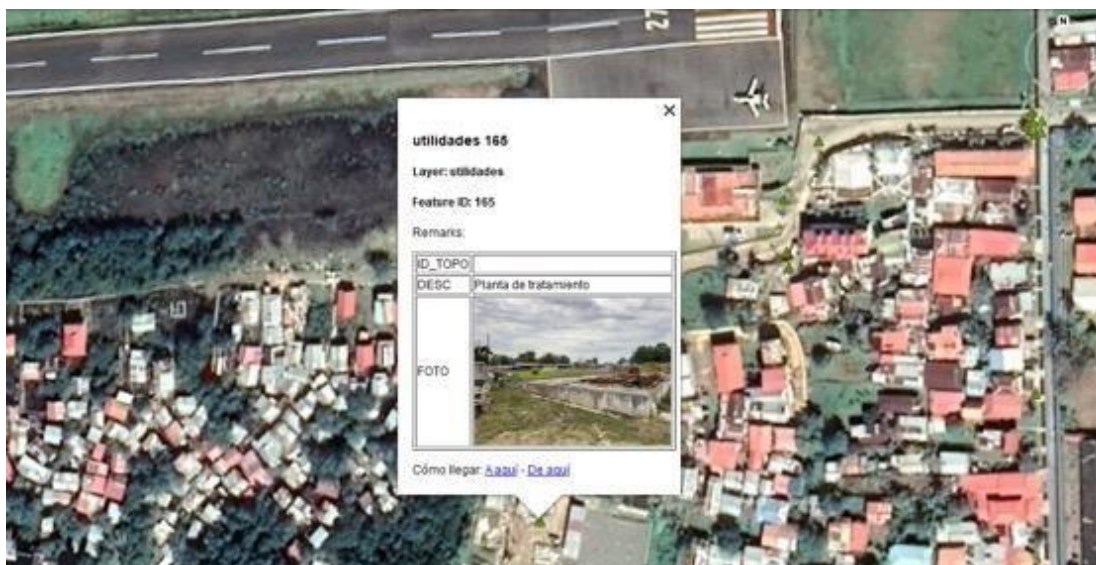 27
N
utilidades 165
Layer: utilidades
Feature ID: 165
Remarks:
ID_TOPO
DESC Planta de tratamiento
FOTO
Cómo llegar: A aquí - De aquí